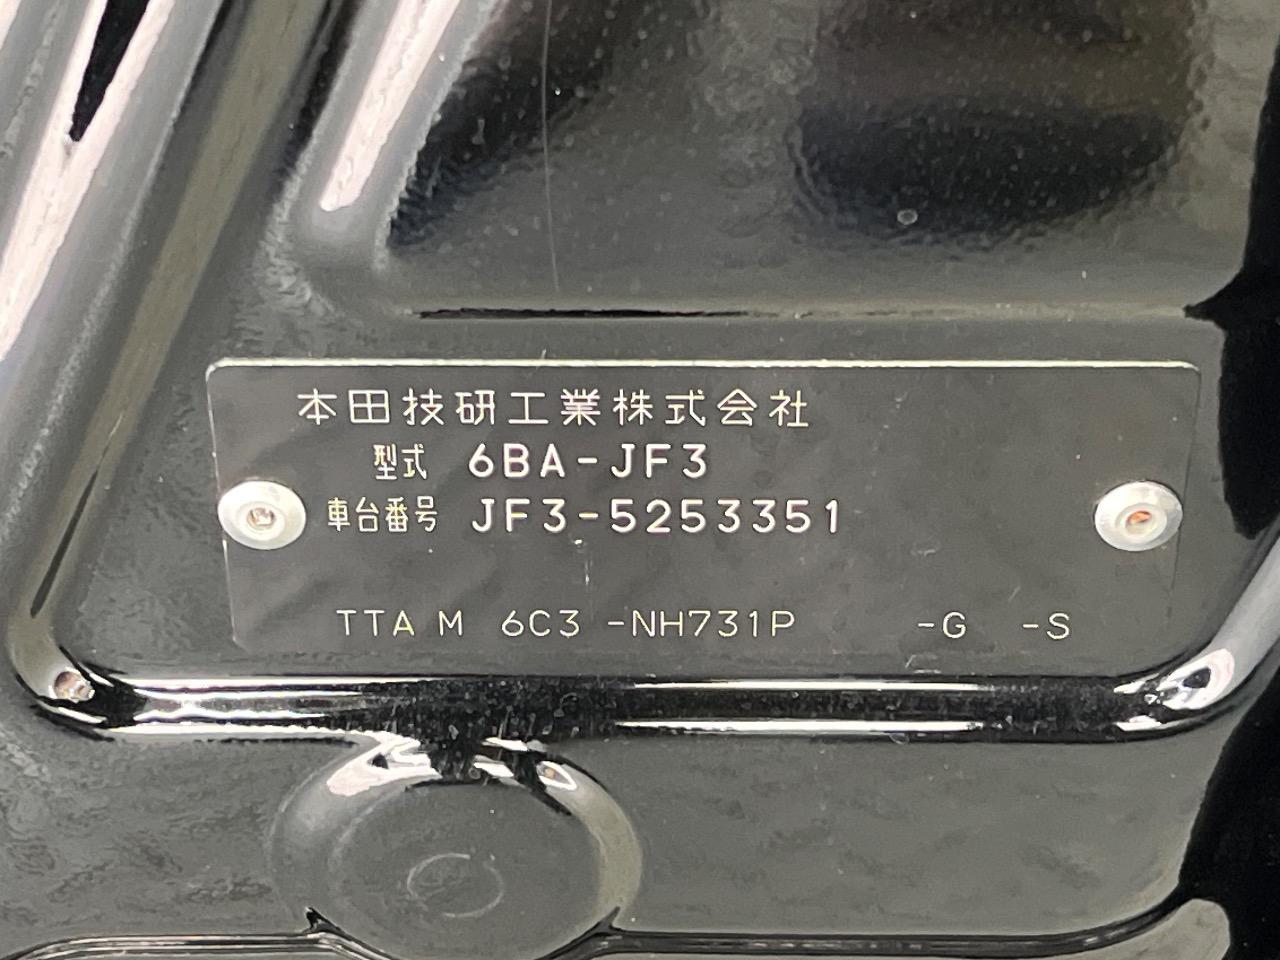 本田技研工業株式会社
型式 6BA-JF3
車台番号 JF3-5253351
TTA M 6C3 -NH731P -G -S